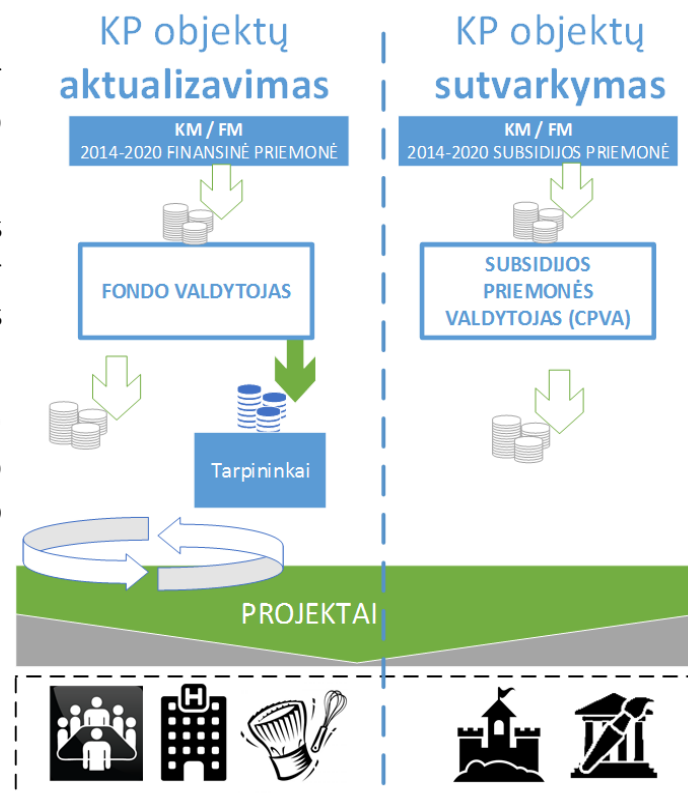 KP objektų
aktualizavimas
KM / FM
2014-2020 FINANSINĖ PRIEMONĖ
FONDO VALDYTOJAS
Tarpininkai
KP objektų
sutvarkymas
KM / FM
2014-2020 SUBSIDIJOS PRIEMONĖ
SUBSIDIJOS
PRIEMONĖS
VALDYTOJAS (CPVA)
PROJEKTAI
H